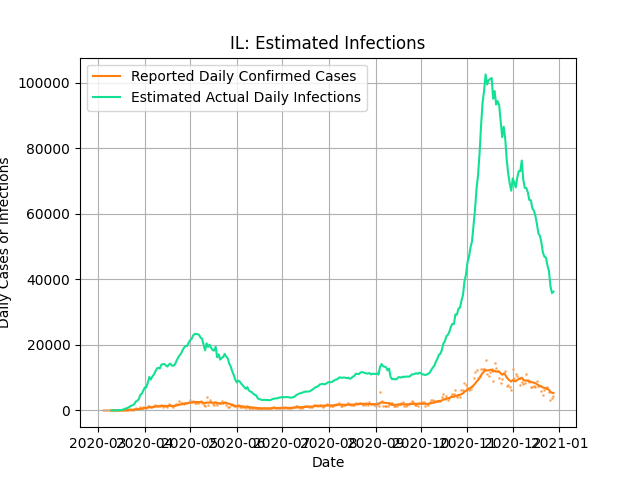 IL: Estimated Infections
Reported Daily Confirmed Cases
Estimated Actual Daily Infections
Daily Cases or Infections
100000
80000
60000
40000
20000
0
2020-03 2020-04 2020-05 2020-06 2020-07 2020-08 2020-09 2020-10 2020-11 2020-12 2021-01
Date